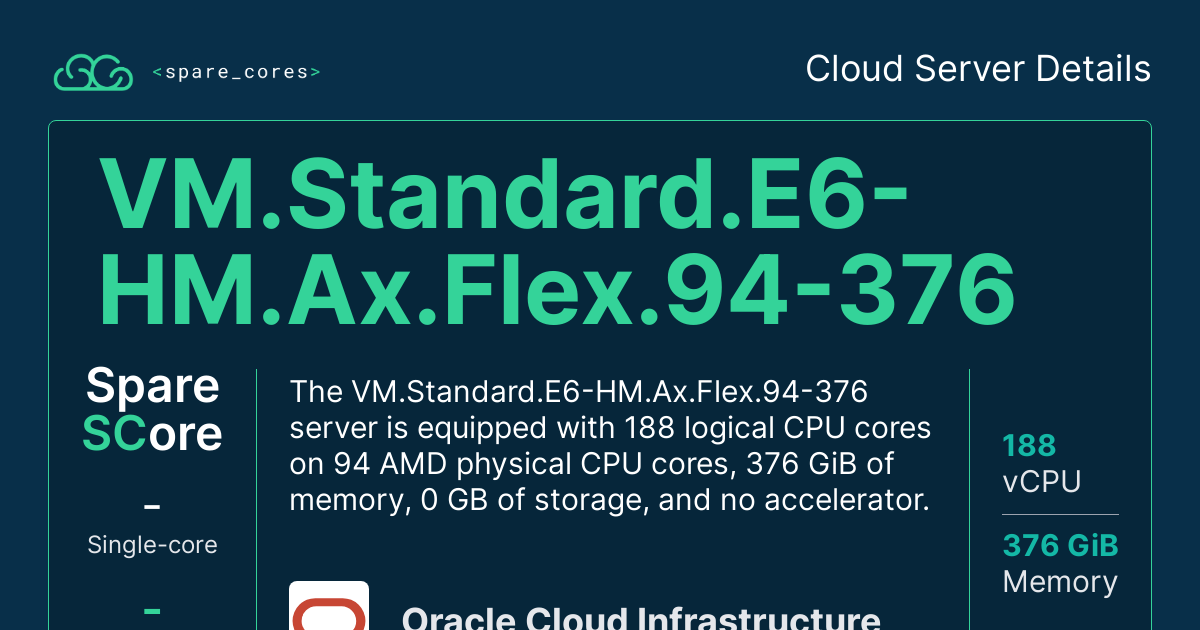 <spare_cores>
Cloud Server Details
VM.Standard.E6-
HM.Ax.Flex.94-376
Spare
SCore
–
Single-core
–
The VM.Standard.E6-HM.Ax.Flex.94-376
server is equipped with 188 logical CPU cores
on 94 AMD physical CPU cores, 376 GiB of
memory, 0 GB of storage, and no accelerator.
Oracle Cloud Infrastructure
188
vCPU
376 GiB
Memory